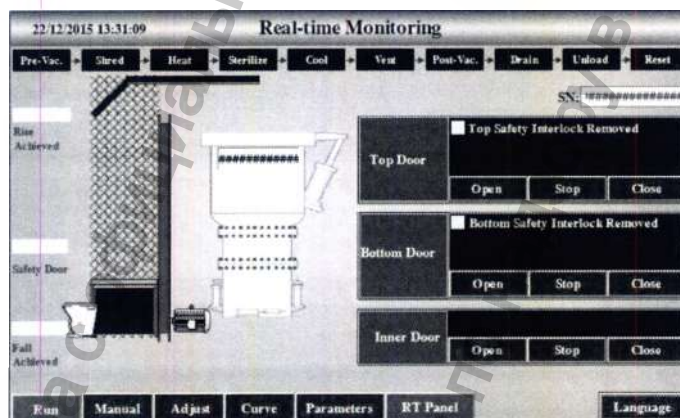 22/12/2015 13:31:09
Real-time Monitoring
Pre-Vac. Shred Heat Sterilize Cool Vent Post-Vac. Drain Unload Reset
SN: ##############
Rise
Achieved
Safety Door
Fall
Achieved
############
Top Door
Top Safety Interlock Removed
Open Stop Close
Bottom Door
Bottom Safety Interlock Removed
Open Stop Close
Inner Door
Open Stop Close
Run Manual Adjust Curve Parameters RT Panel Language